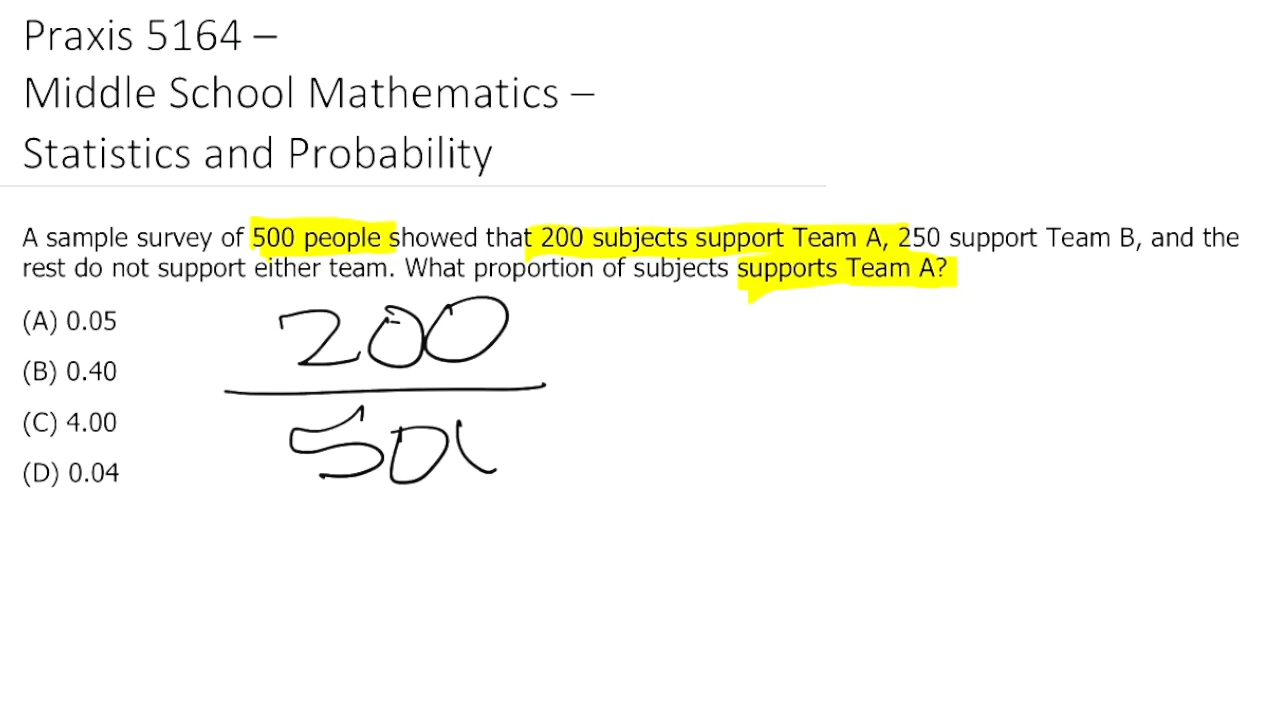 Praxis 5164 –
Middle School Mathematics –
Statistics and Probability
A sample survey of 500 people showed that 200 subjects support Team A, 250 support Team B, and the
rest do not support either team. What proportion of subjects supports Team A?
(A) 0.05
(B) 0.40
(C) 4.00
(D) 0.04
200
50